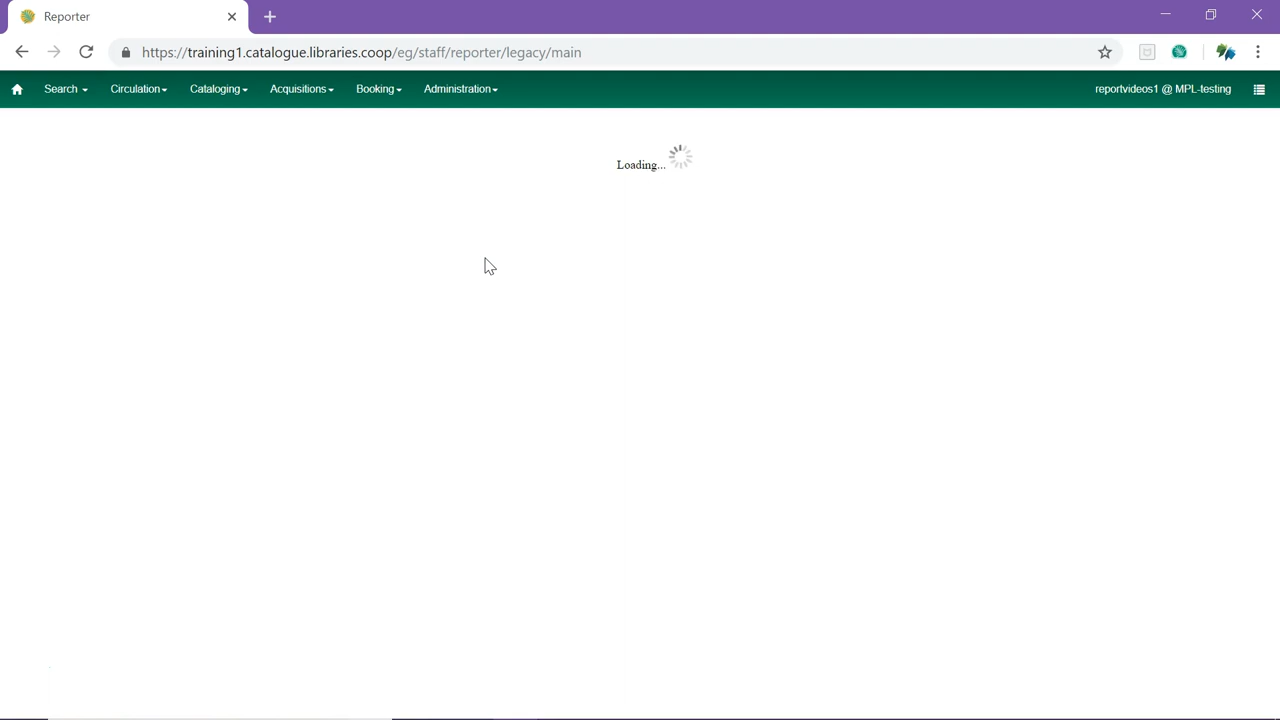 Reporter
https://training1.catalogue.libraries.coop/eg/staff/reporter/legacy/main
Search Circulation Cataloging Acquisitions Booking Administration reportvideos1 @ MPL-testing
Loading...